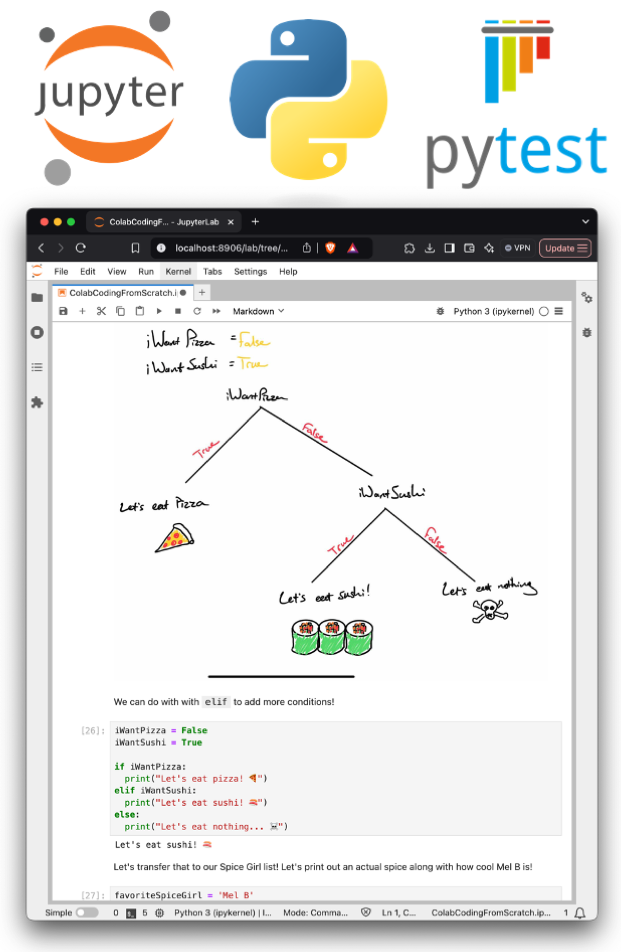 jupyter
pytest
ColabCodingF... - JupyterLab
localhost:8906/lab/tree/...
VPN
Update
File Edit View Run Kernel Tabs Settings Help
ColabCodingFromScratch.i
Markdown
Python 3 (ipykernel)
iWantPizza = False
iWantSushi = True
iWantPizza
True
False
Let's eat Pizza
iWantSushi
True
False
Let's eat sushi!
Let's eat nothing
We can do with with elif to add more conditions!
[26]:
iWantPizza = False
iWantSushi = True
if iWantPizza:
print("Let's eat pizza! 🍕")
elif iWantSushi:
print("Let's eat sushi! 🍣")
else:
print("Let's eat nothing... ☠")
Let's eat sushi! 🍣
Let's transfer that to our Spice Girl list! Let's print out an actual spice along with how cool Mel B is!
[27]: favoriteSpiceGirl = 'Mel B'
Simple 0 5 Python 3 (ipykernel) | I... Mode: Comma... Ln 1, C... ColabCodingFromScratch.ip... 1